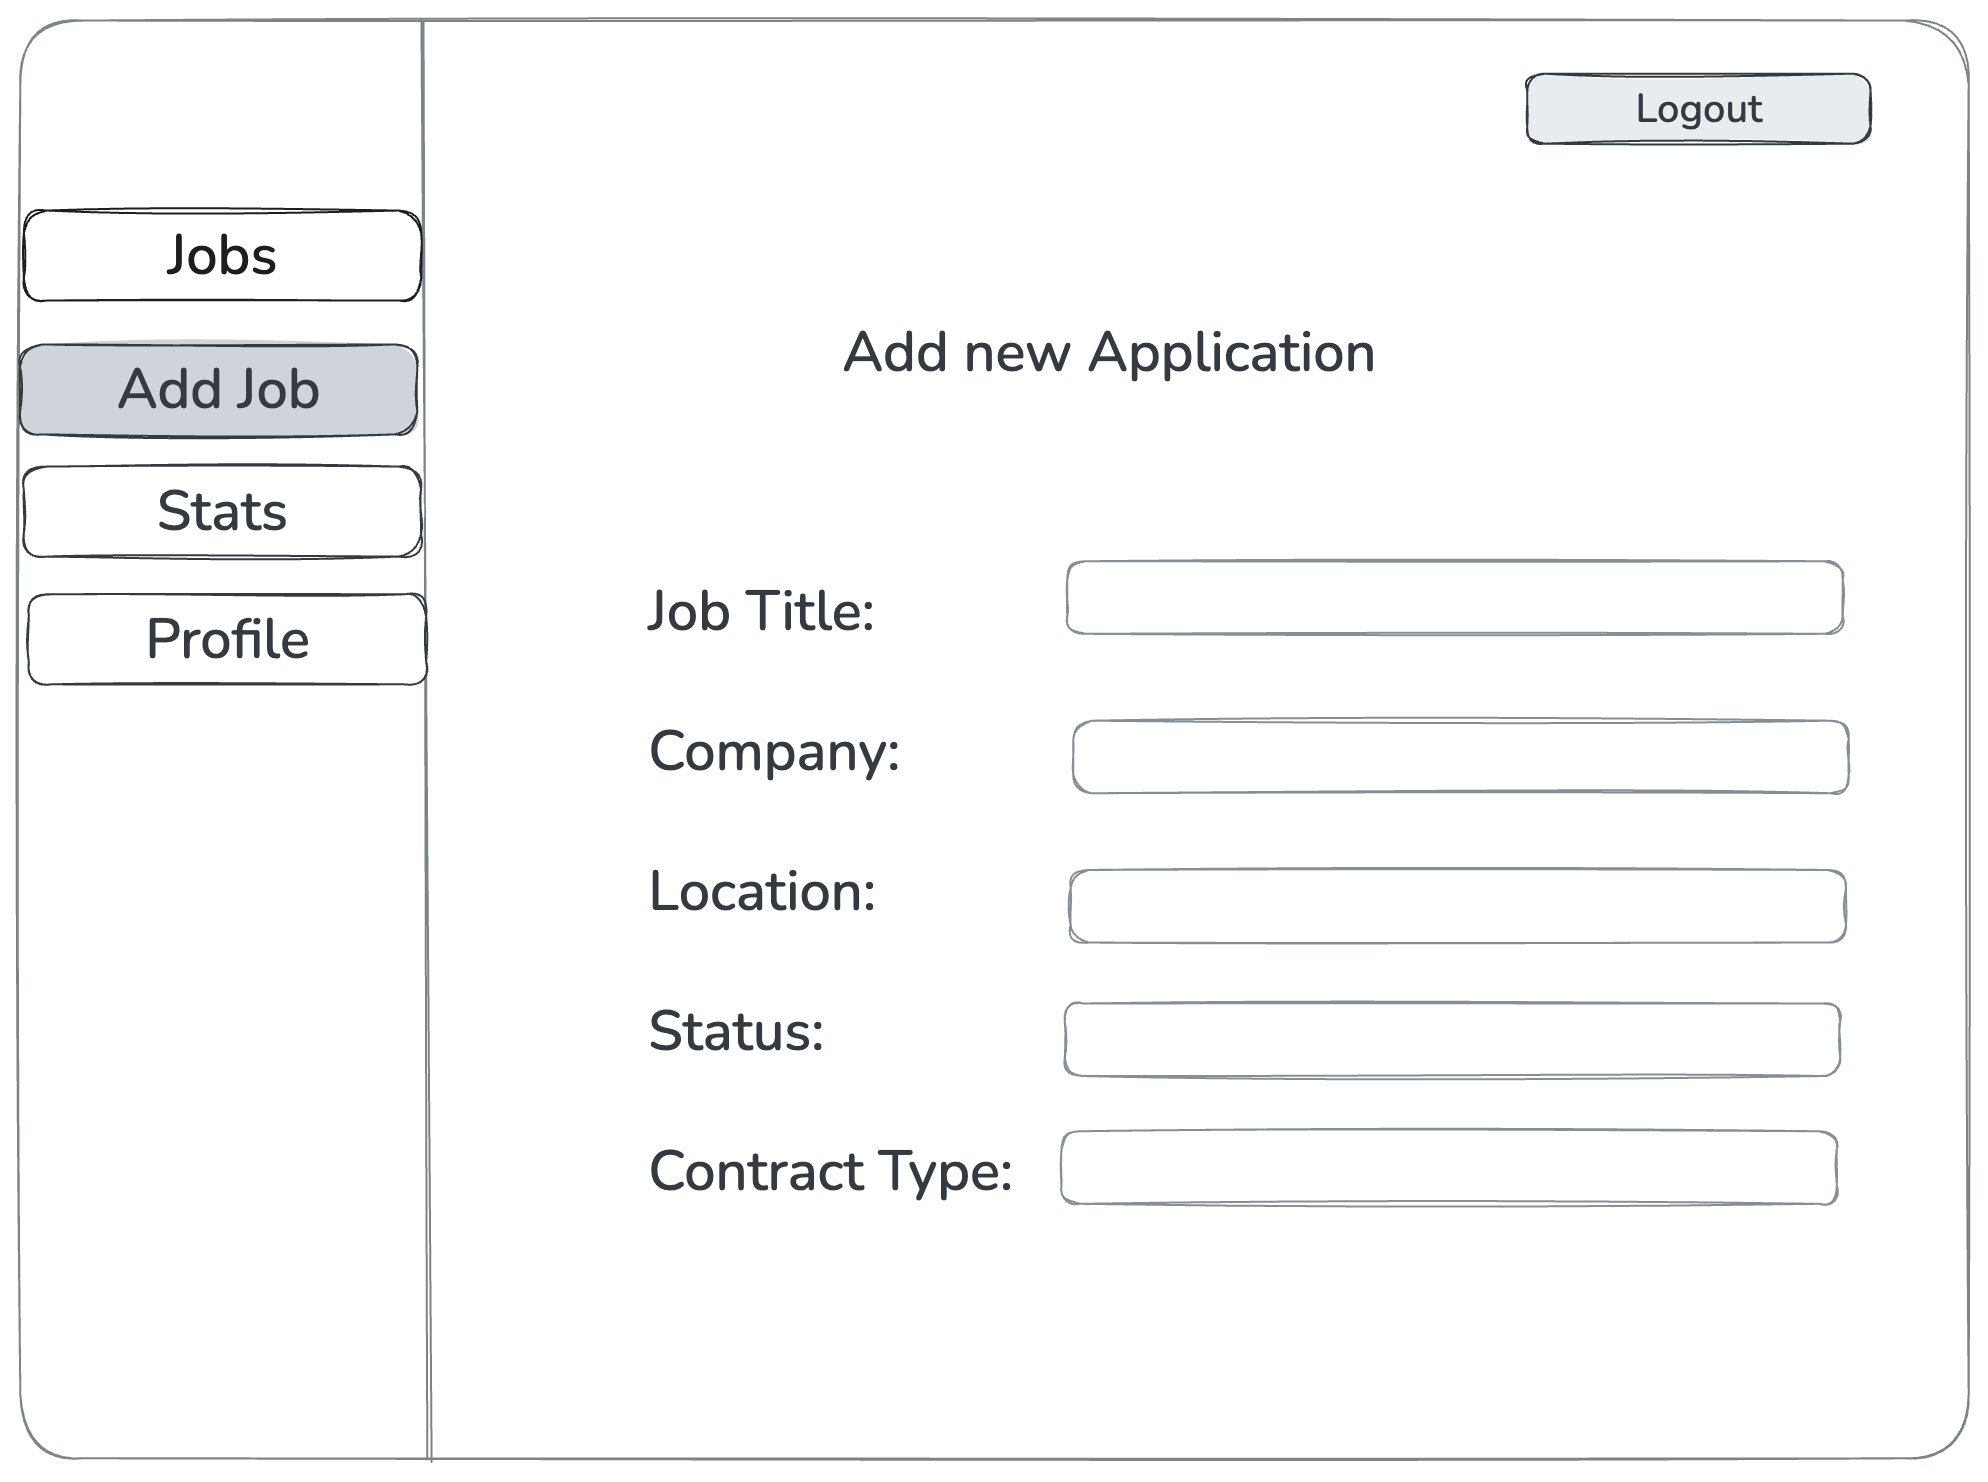 Logout
Jobs
Add Job
Stats
Profile
Add new Application
Job Title:
Company:
Location:
Status:
Contract Type: